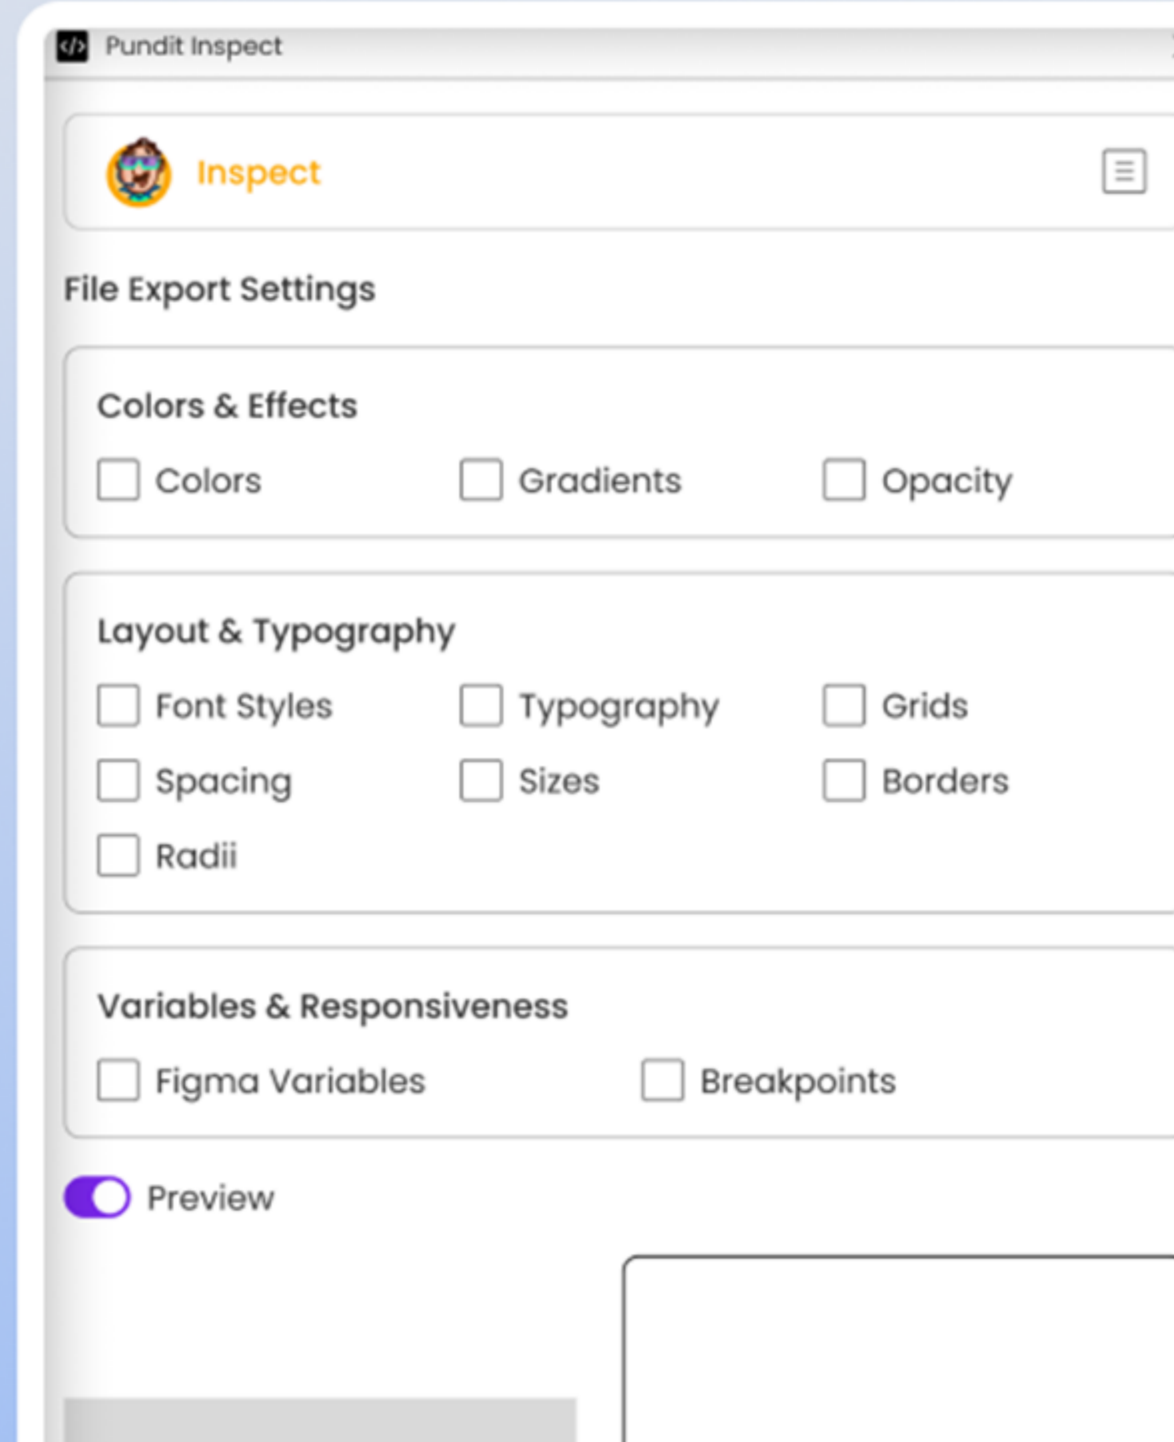 </> Pundit Inspect
Inspect
File Export Settings
Colors & Effects
Colors Gradients Opacity
Layout & Typography
Font Styles Typography Grids
Spacing Sizes Borders
Radii
Variables & Responsiveness
Figma Variables Breakpoints
Preview